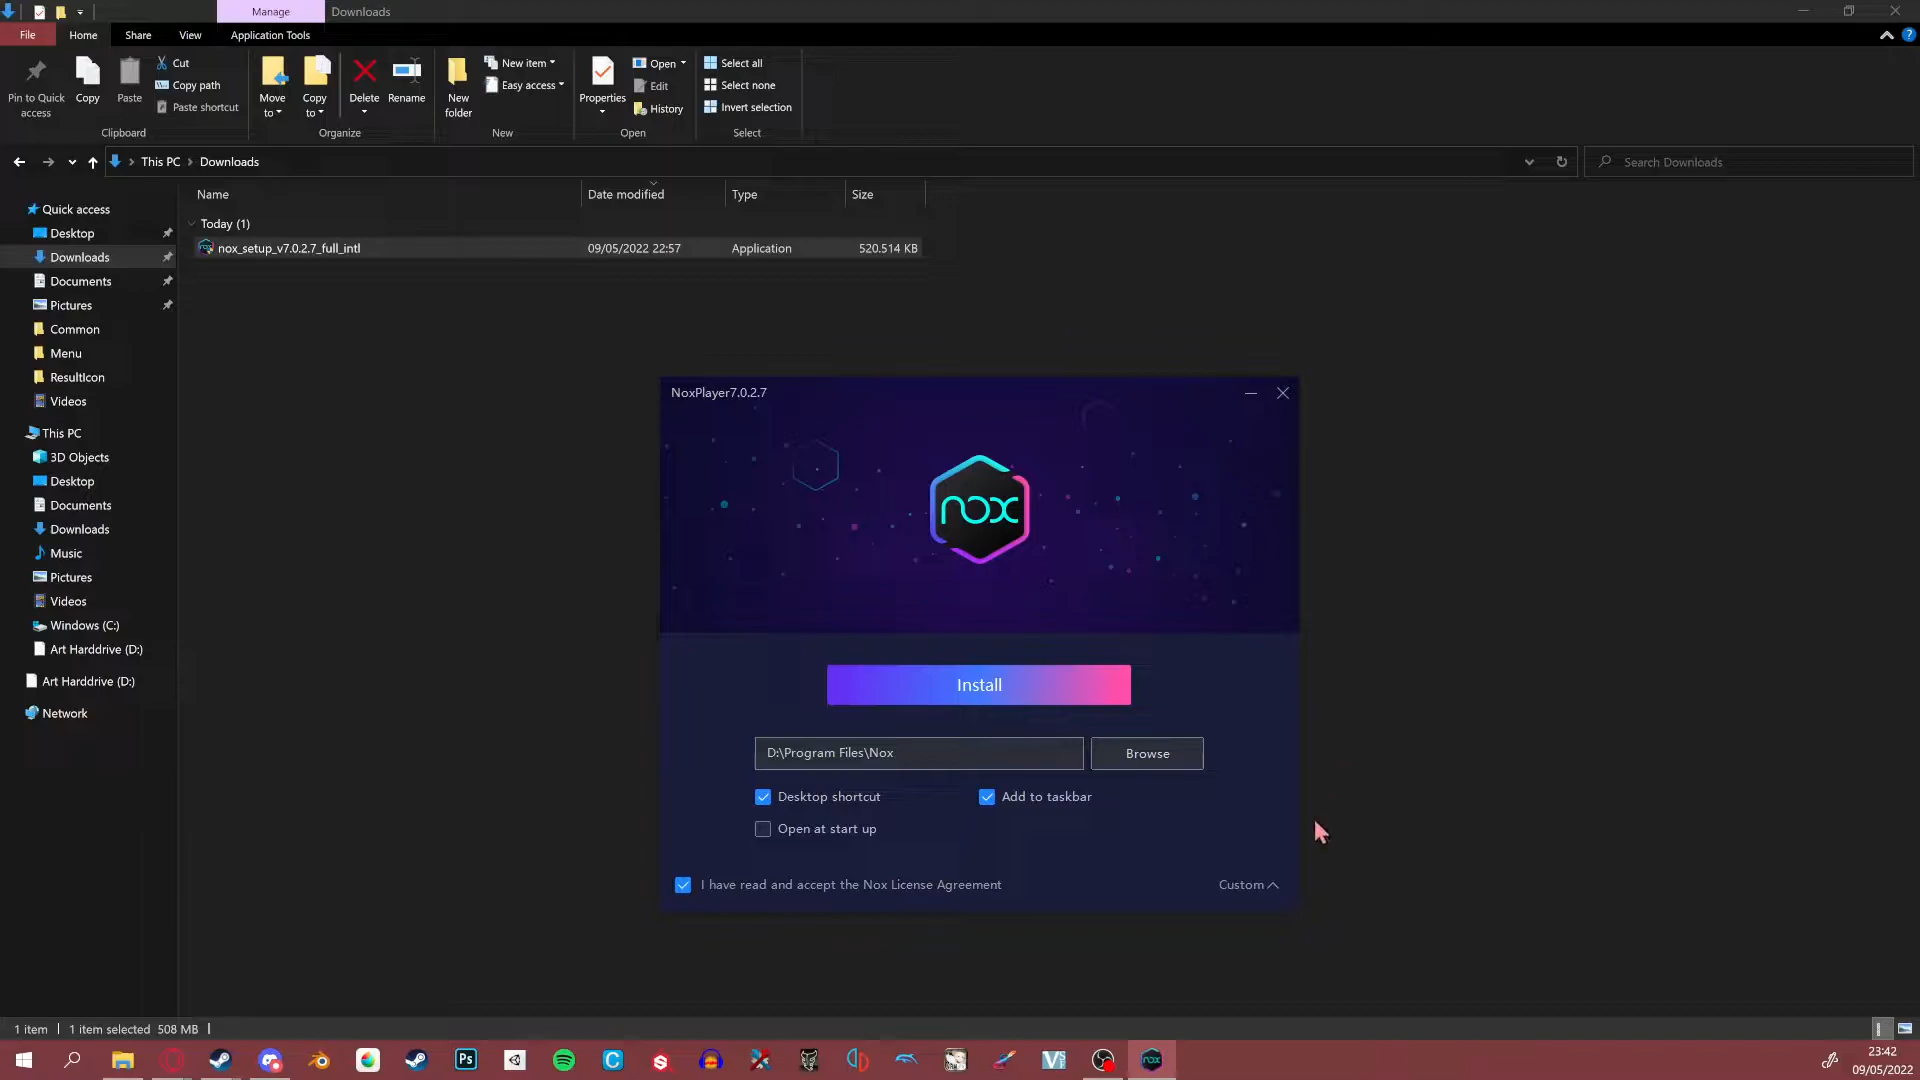 Manage
Downloads
File
Home
Share
View
Application Tools
Pin to Quick
access
Copy
Paste
Cut
Copy path
Paste shortcut
Clipboard
Move
to
Copy
to
Delete
Rename
Organize
New
folder
New item
Easy access
New
Properties
Open
Edit
History
Open
Select all
Select none
Invert selection
Select
This PC
Downloads
Search Downloads
Name
Date modified
Type
Size
Today (1)
nox_setup_v7.0.2.7_full_intl
09/05/2022 22:57
Application
520.514 KB
Quick access
Desktop
Downloads
Documents
Pictures
Common
Menu
ResultIcon
Videos
This PC
3D Objects
Desktop
Documents
Downloads
Music
Pictures
Videos
Windows (C:)
Art Harddrive (D:)
Art Harddrive (D:)
Network
NoxPlayer7.0.2.7
nox
Install
D:\Program Files\Nox
Browse
Desktop shortcut
Add to taskbar
Open at start up
I have read and accept the Nox License Agreement
Custom
1 item
1 item selected 508 MB
Ps
23:42
09/05/2022